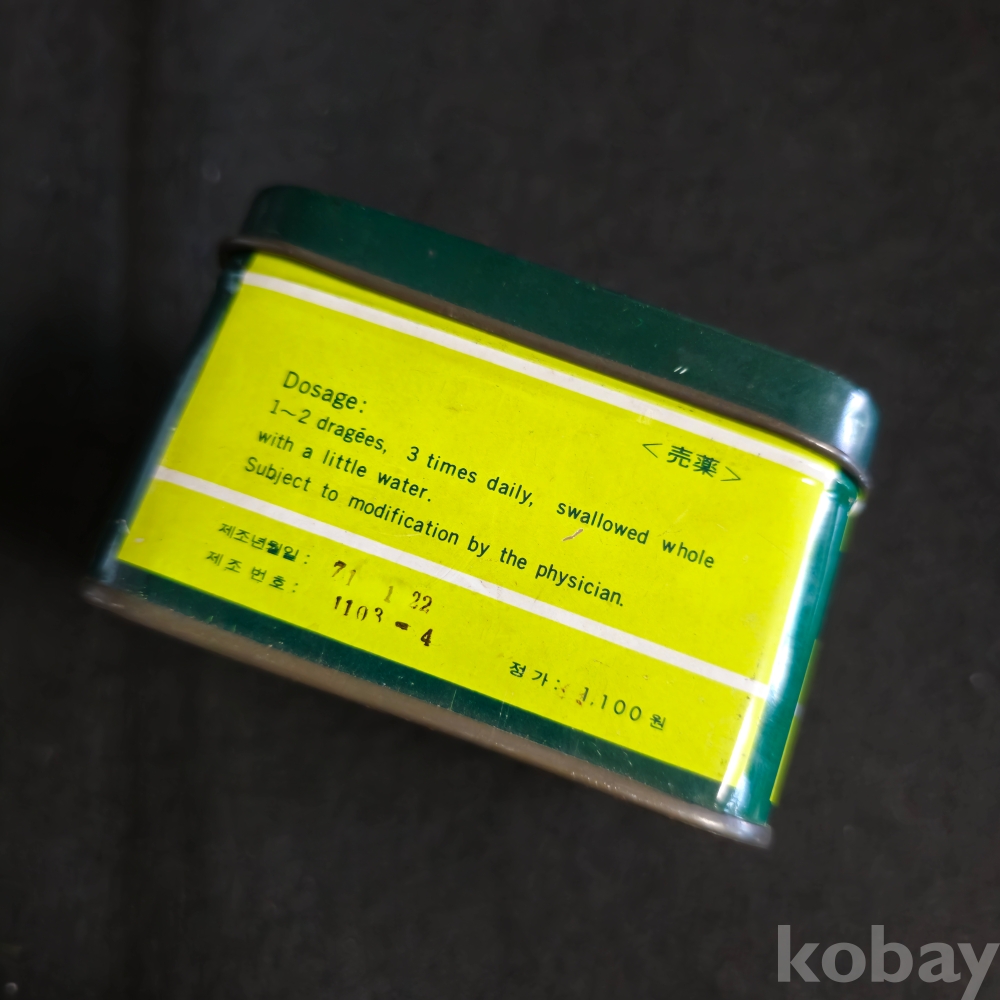 Dosage:
1~2 dragées, 3 times daily, swallowed whole
with a little water.
Subject to modification by the physician.
<売薬>
제조년월일: 71 1 22
제조 번호: 1103-4
정가: 1,100원
kobay